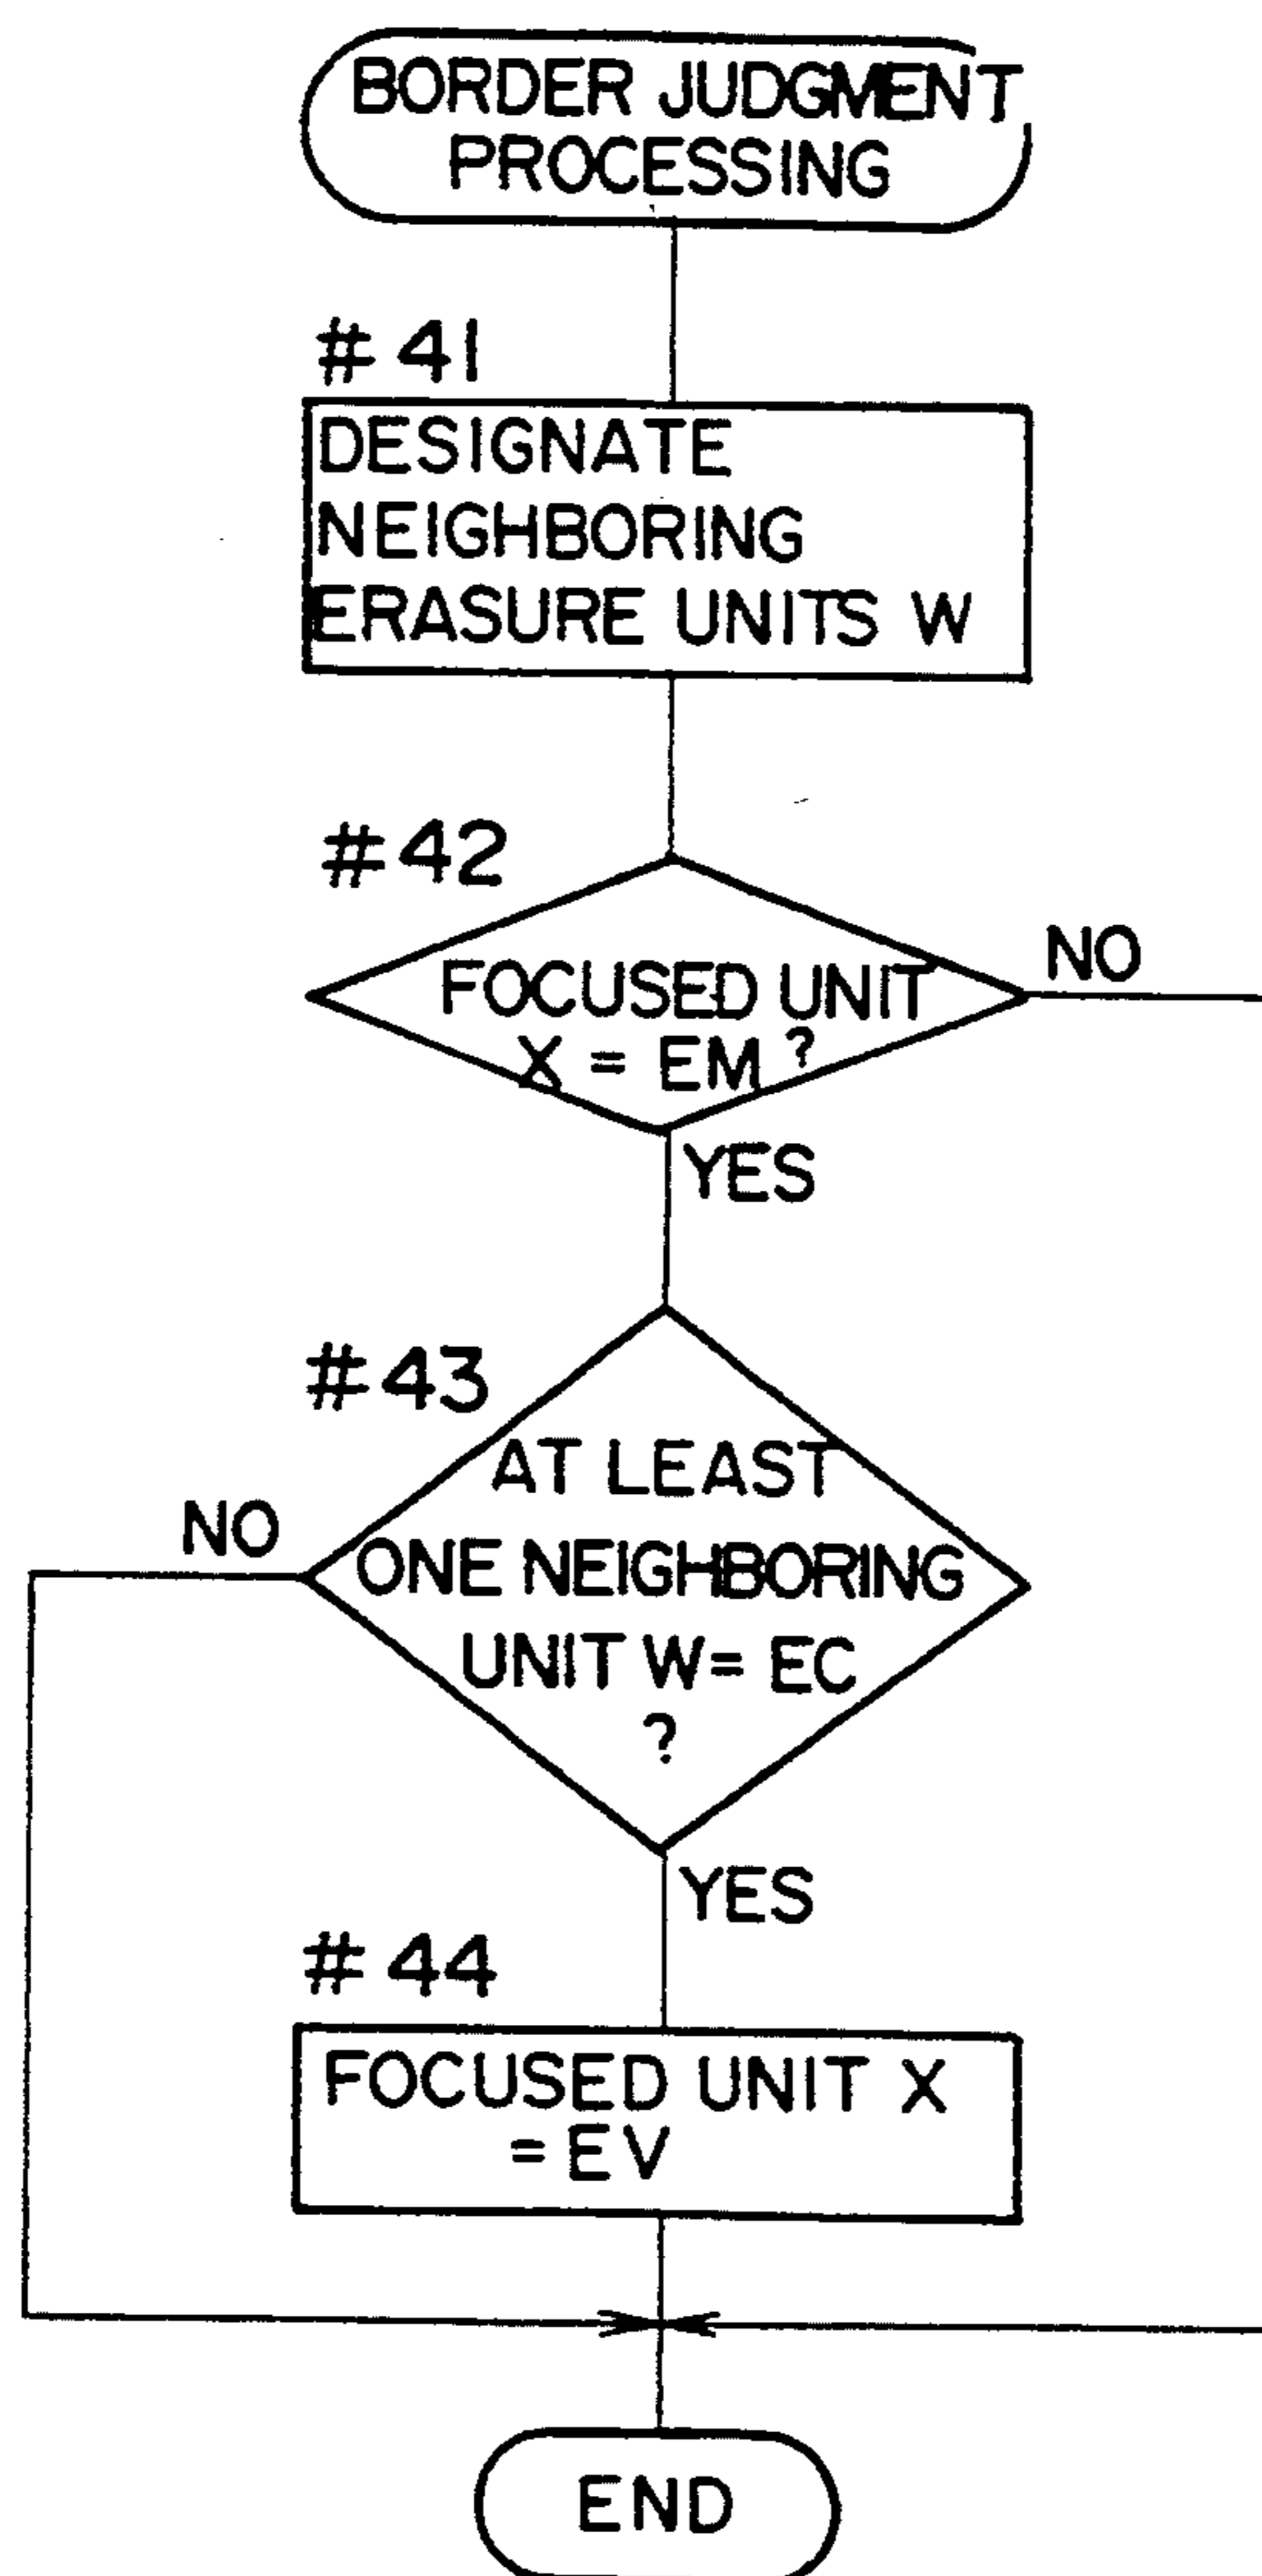 BORDER JUDGMENT
PROCESSING
# 41
DESIGNATE
NEIGHBORING
ERASURE UNITS W
#42
FOCUSED UNIT
X = EM ?
NO
YES
#43
AT LEAST
ONE NEIGHBORING
UNIT W= EC
?
NO
YES
# 44
FOCUSED UNIT X
= EV
END